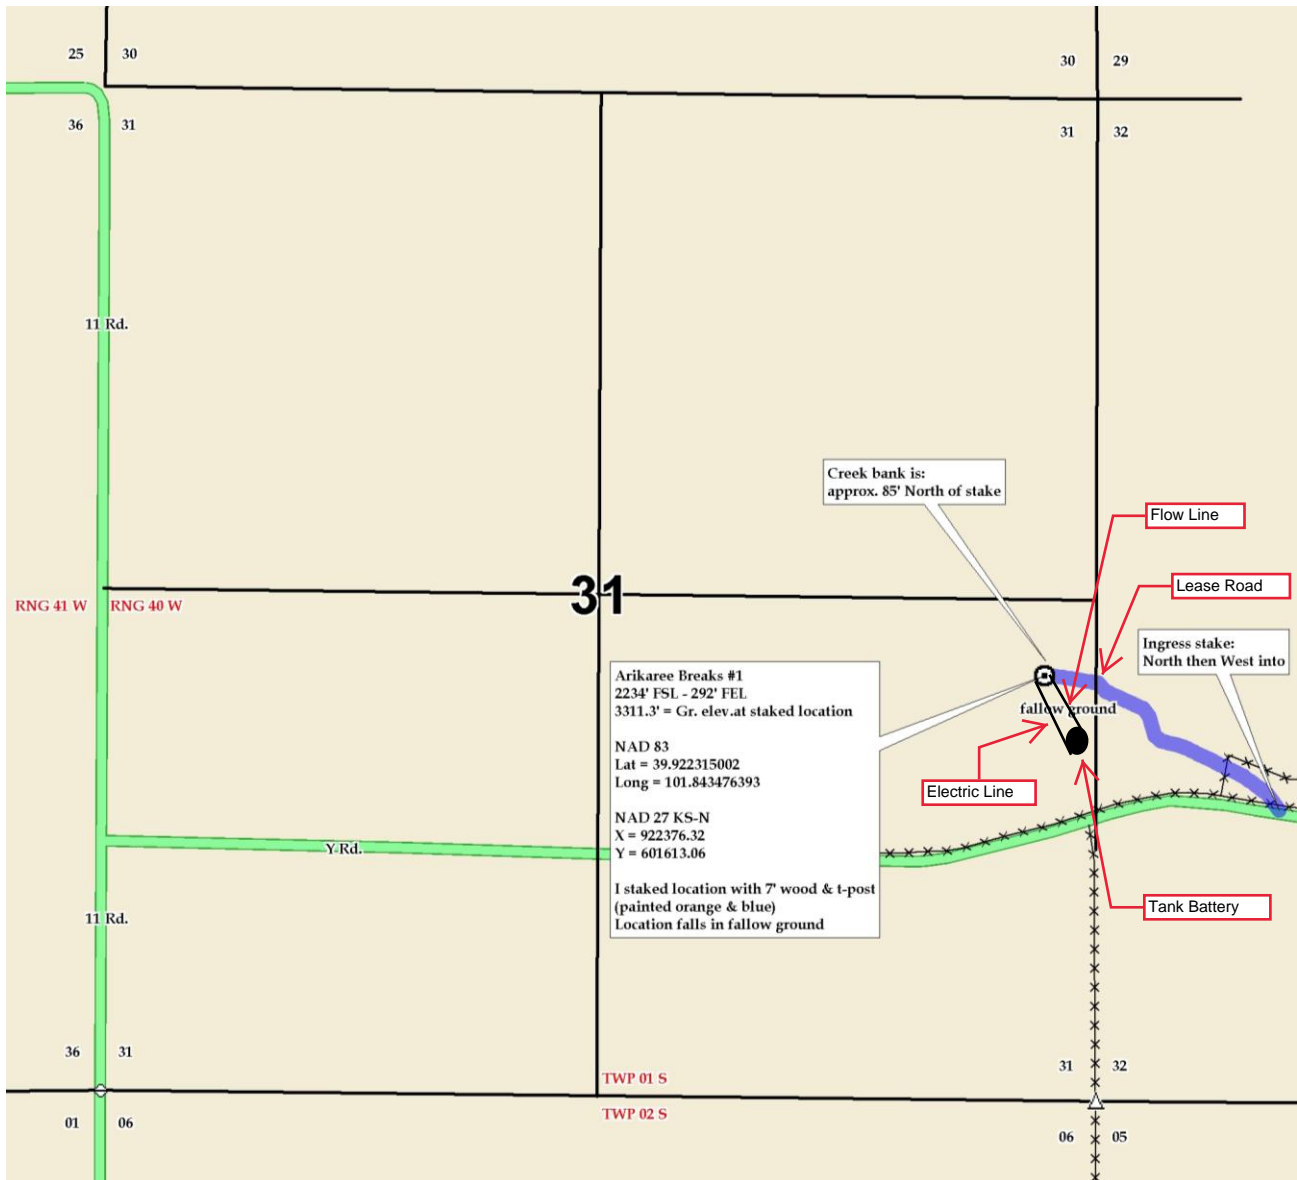 25
30
30
29
36
31
31
32
11 Rd.
Creek bank is:
approx. 85' North of stake
Flow Line
Lease Road
31
RNG 41 W
RNG 40 W
Ingress stake:
North then West into
Arikaree Breaks #1
2234' FSL - 292' FEL
3311.3' = Gr. elev.at staked location
NAD 83
Lat = 39.922315002
Long = 101.843476393
NAD 27 KS-N
X = 922376.32
Y = 601613.06
I staked location with 7' wood & t-post
(painted orange & blue)
Location falls in fallow ground
fallow ground
Electric Line
Y Rd.
Tank Battery
11 Rd.
36
31
31
32
TWP 01 S
TWP 02 S
01
06
06
05